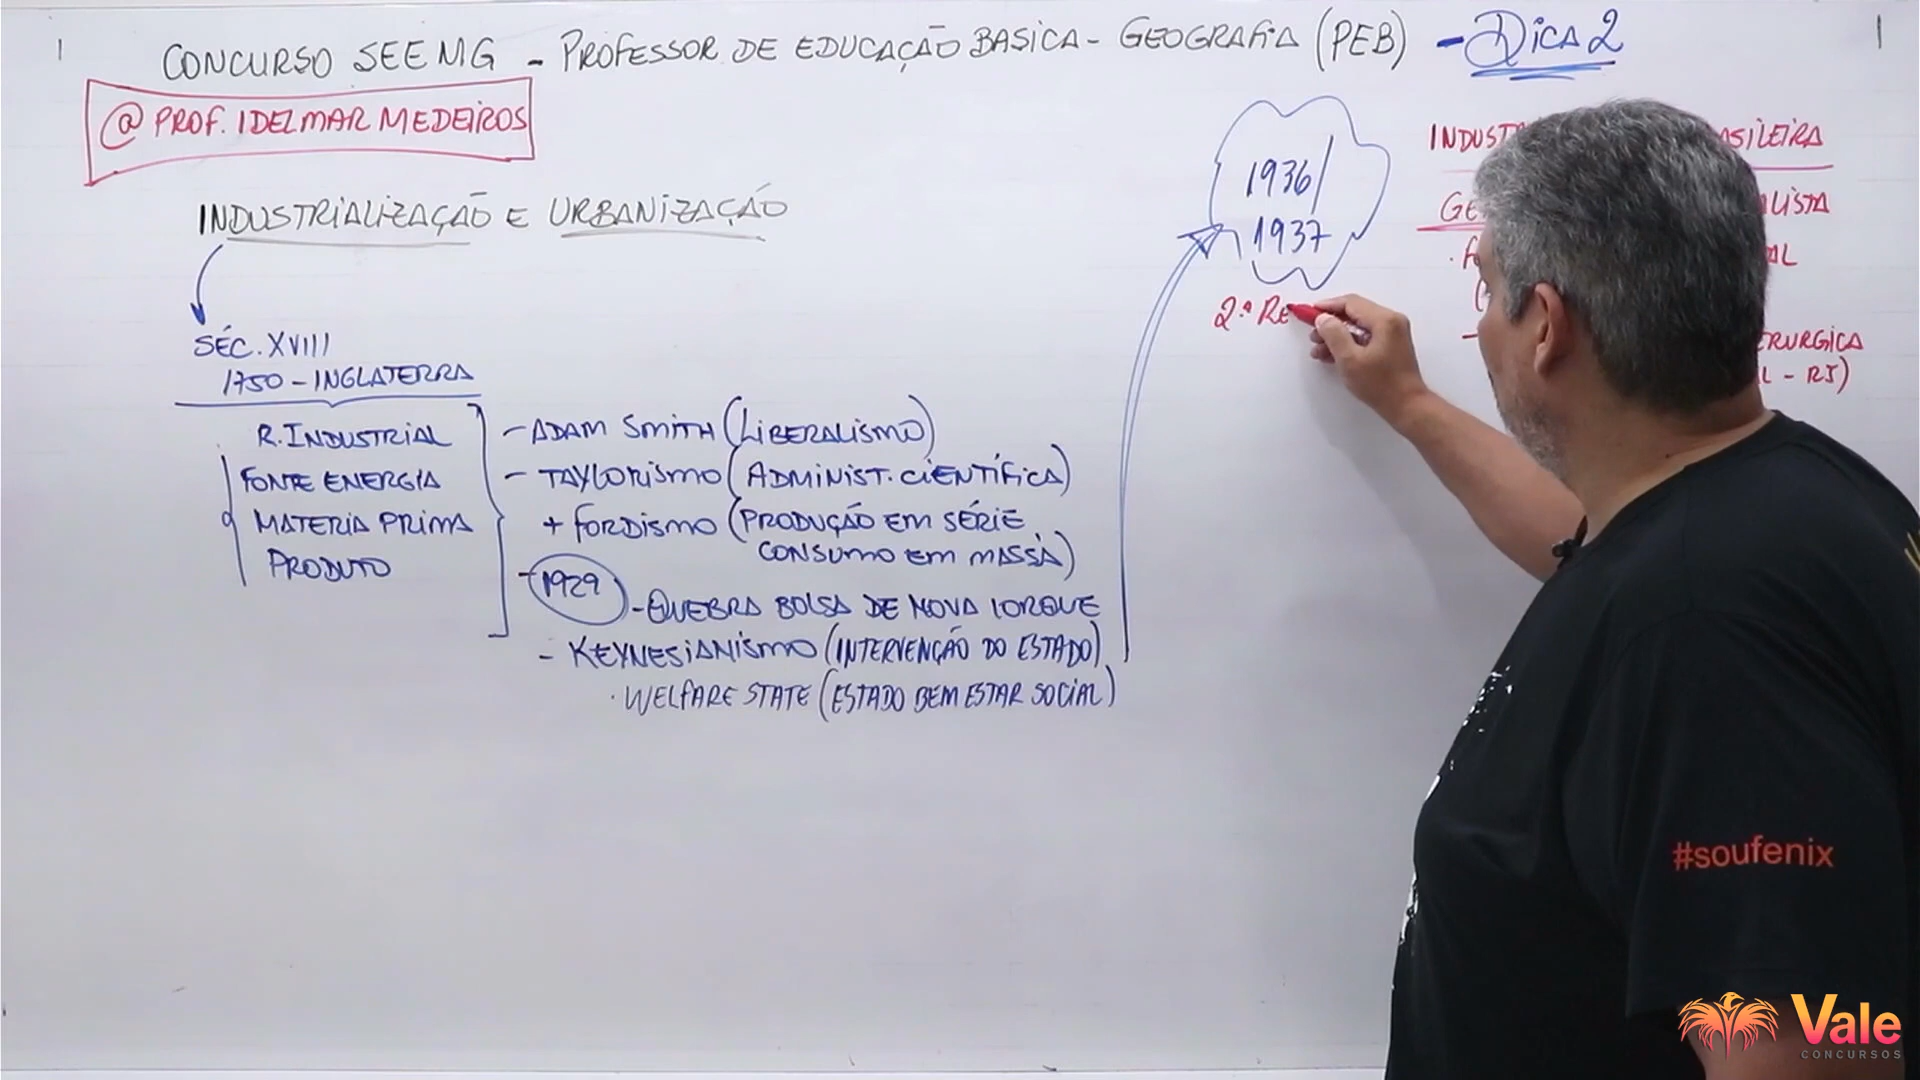 CONCURSO SEEMG - PROFESSOR DE EDUCAÇÃO BASICA - GEOGRAFIA (PEB) - DICA 2
@ PROF. IDELMAR MEDEIROS
INDUSTRIALIZAÇÃO E URBANIZAÇÃO
SÉC. XVIII
1750 - INGLATERRA
R. INDUSTRIAL
FONTE ENERGIA
MATERIA PRIMA
PRODUTO
- ADAM SMITH (LIBERALISMO)
- TAYLORISMO (ADMINIST. CIENTÍFICA)
+ FORDISMO (PRODUÇÃO EM SÉRIE
CONSUMO EM MASSA)
- 1929 - QUEBRA BOLSA DE NOVA IORQUE
- KEYNESIANISMO (INTERVENÇÃO DO ESTADO)
· WELFARE STATE (ESTADO BEM ESTAR SOCIAL)
1936/
1937
2.ª RE
L - RJ)
#soufenix
Vale
CONCURSOS